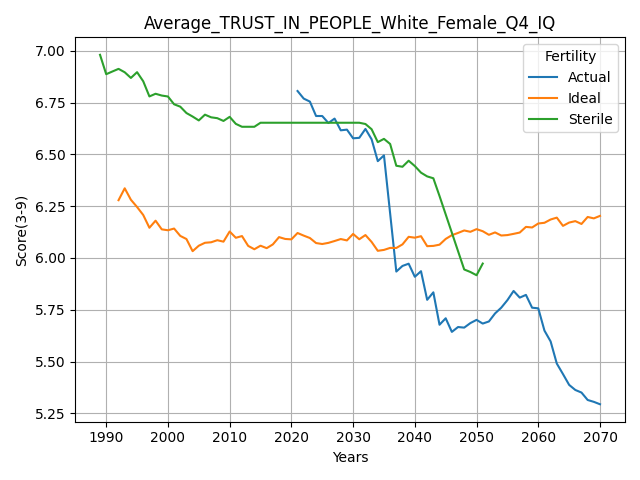 Average_TRUST_IN_PEOPLE_White_Female_Q4_IQ
Fertility
Actual
Ideal
Sterile
Score(3-9)
7.00
6.75
6.50
6.25
6.00
5.75
5.50
5.25
1990 2000 2010 2020 2030 2040 2050 2060 2070
Years